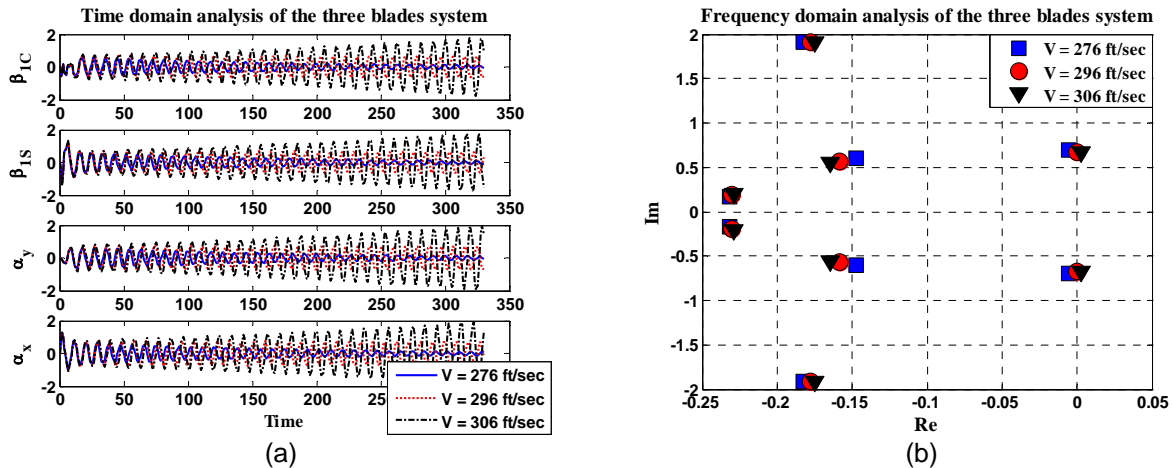 Time domain analysis of the three blades system
2
0
-2
β1C
0 50 100 150 200 250 300 350
2
0
-2
β1S
0 50 100 150 200 250 300 350
2
0
-2
αy
0 50 100 150 200 250 300 350
2
0
-2
αx
0 50 100 150 200 250
V = 276 ft/sec
V = 296 ft/sec
V = 306 ft/sec
Time
(a)
Frequency domain analysis of the three blades system
V = 276 ft/sec
V = 296 ft/sec
V = 306 ft/sec
2
1.5
1
0.5
0
-0.5
-1
-1.5
-2
Im
-0.25 -0.2 -0.15 -0.1 -0.05 0 0.05
Re
(b)